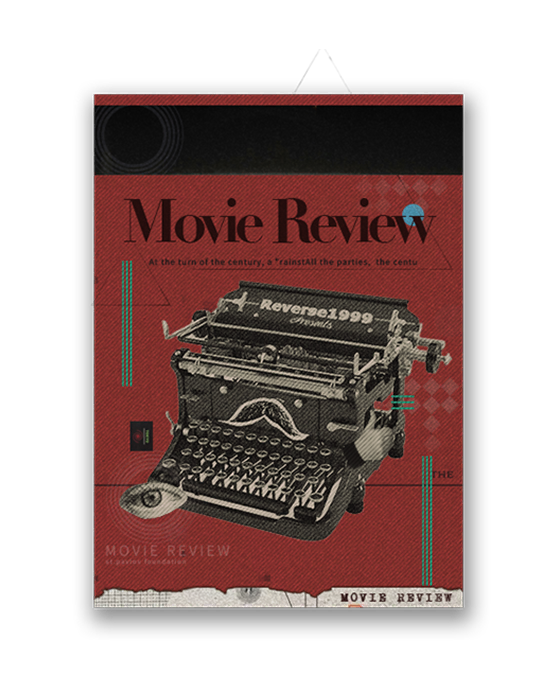 Movie Review
At the turn of the century, a "rainstAll the parties, the centu
Reverse1999
Presents
THE
MOVIE REVIEW
at pavlov foundation
MOVIE REVIEW